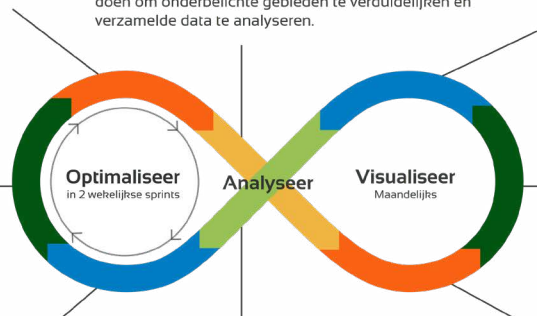 doen om onderbelichte gebieden te verduidelijken en
verzamelde data te analyseren.
Optimaliseer
in 2 wekelijkse sprints
Analyseer
Visualiseer
Maandelijks